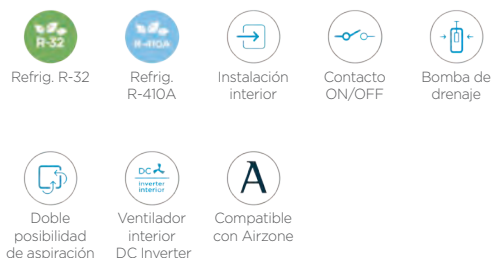 R-32
R-410A
Refrig. R-32
Refrig.
R-410A
Instalación
interior
Contacto
ON/OFF
Bomba de
drenaje
DC
inverter
interior
A
Doble
posibilidad
de aspiración
Ventilador
interior
DC Inverter
Compatible
con Airzone